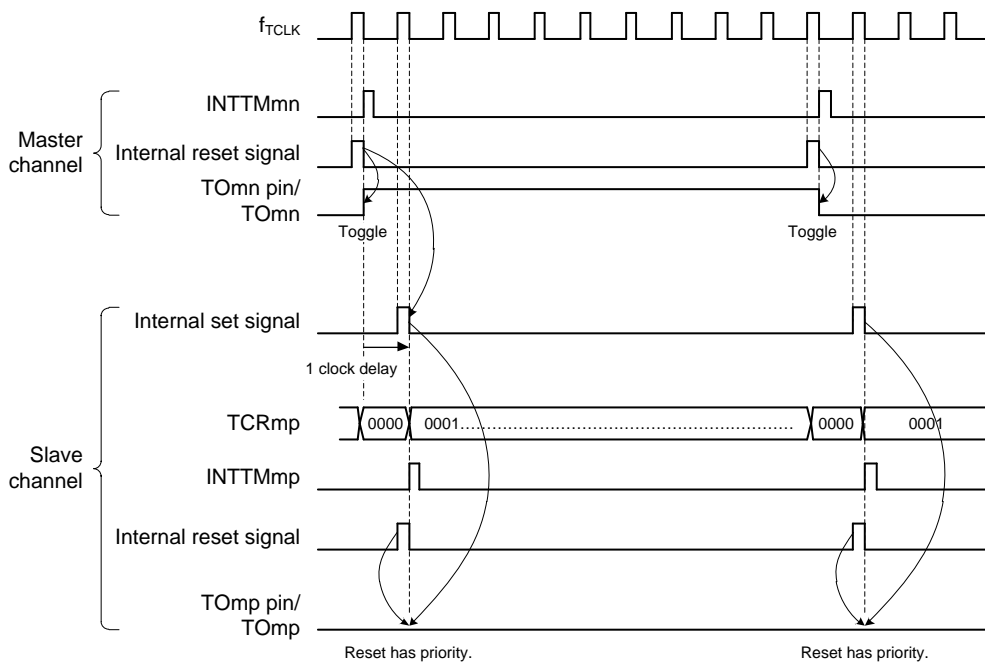 fTCLK
INTTMmn
Master
channel
Internal reset signal
TOmn pin/
TOmn
Toggle
Toggle
Internal set signal
1 clock delay
TCRmp
0000
0001
0000
0001
Slave
channel
INTTMmp
Internal reset signal
TOmp pin/
TOmp
Reset has priority.
Reset has priority.